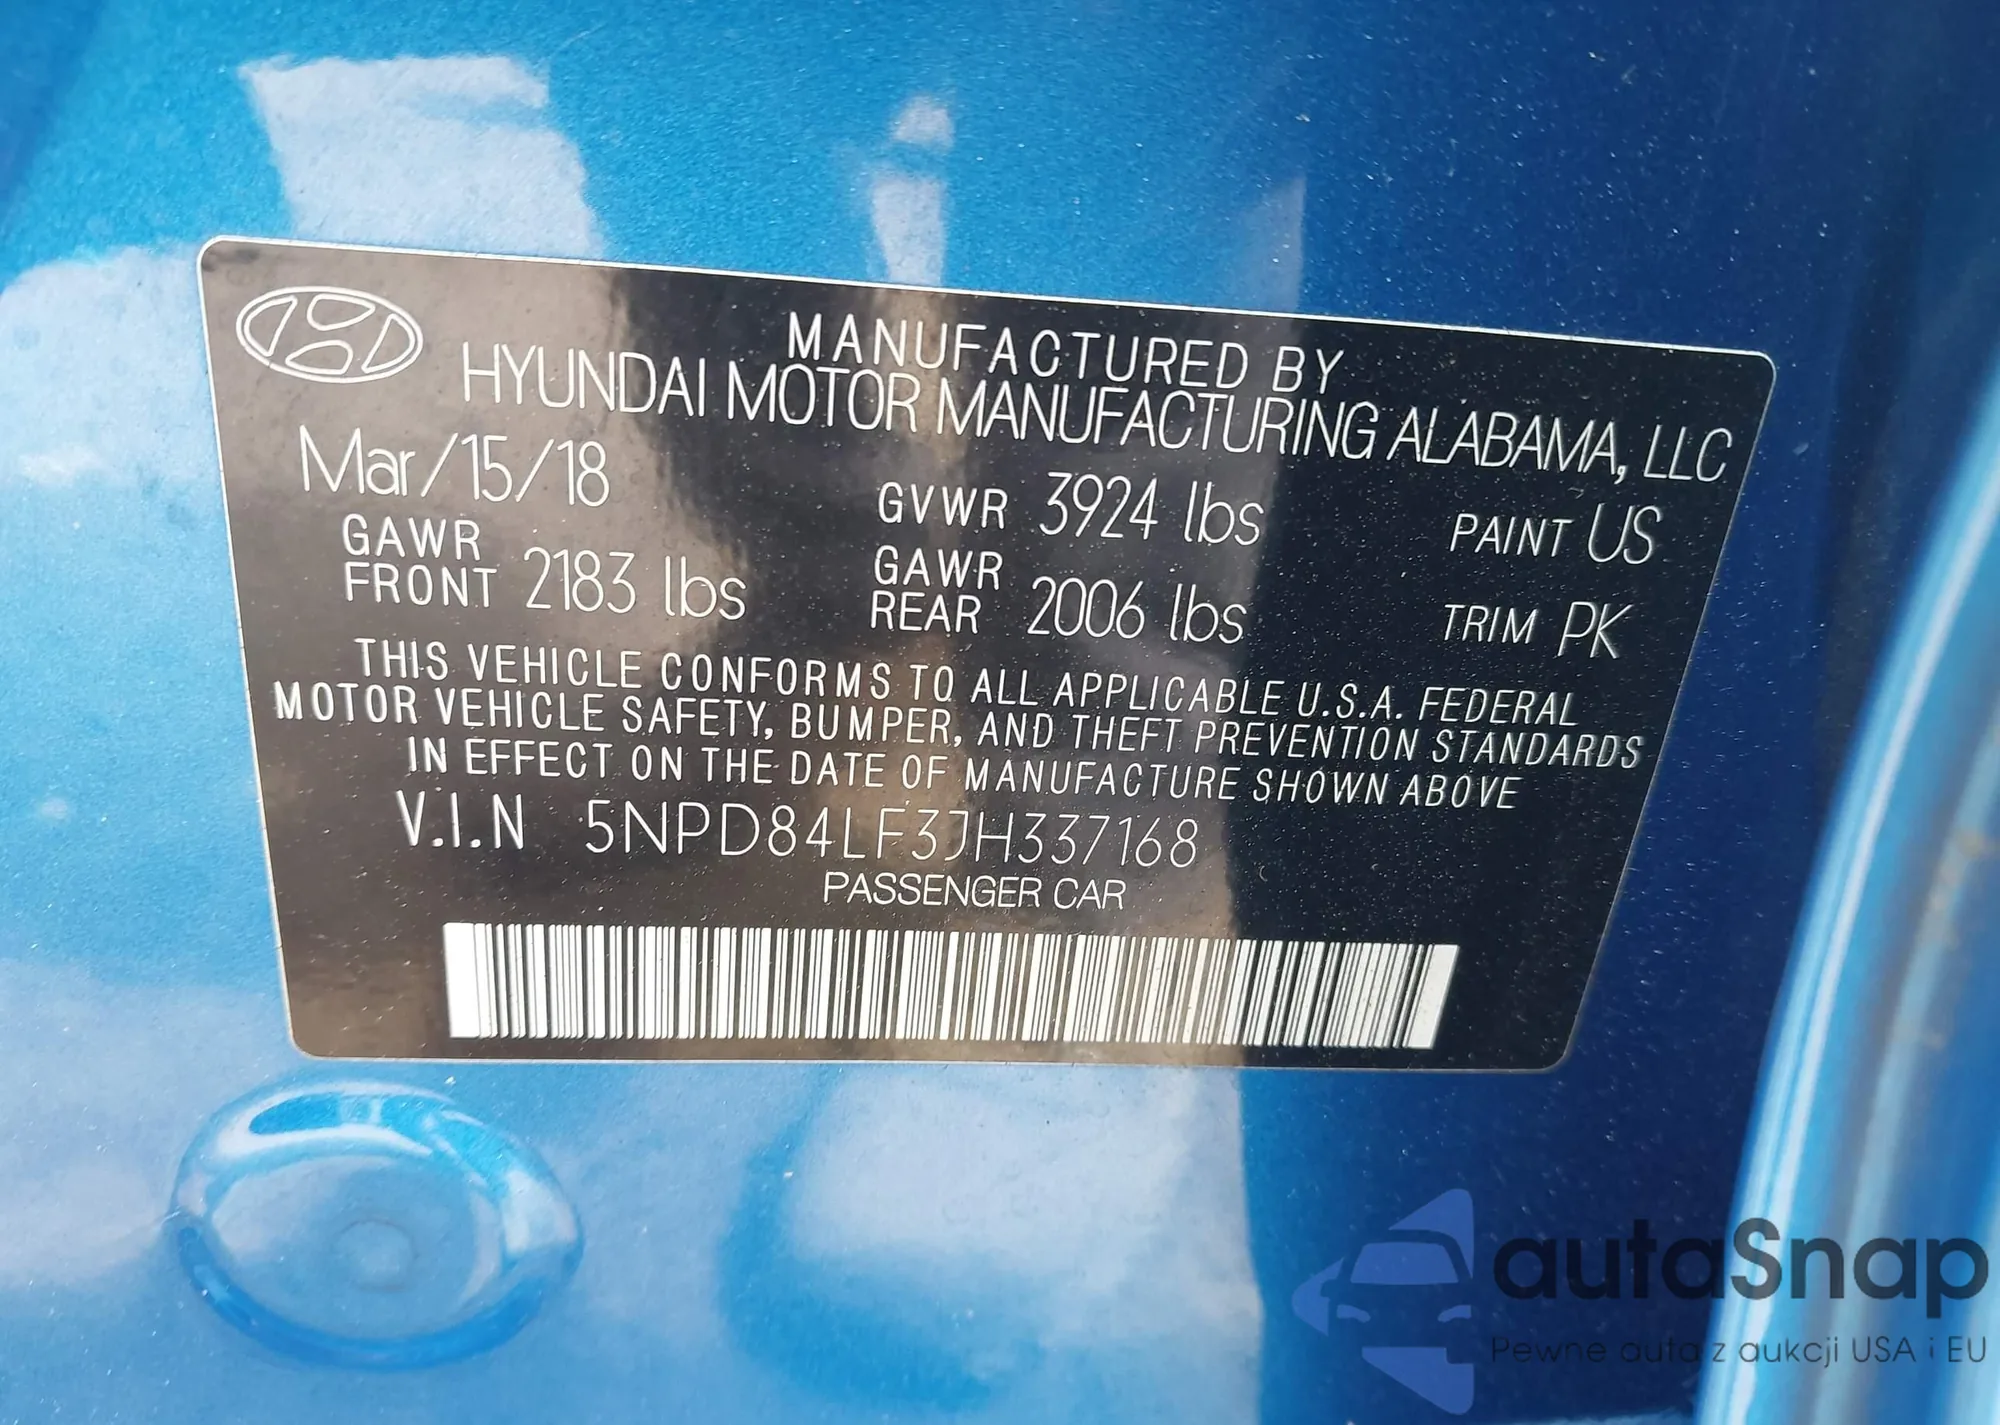 MANUFACTURED BY
HYUNDAI MOTOR MANUFACTURING ALABAMA, LLC
Mar/15/18 GVWR 3924 lbs PAINT US
GAWR FRONT 2183 lbs GAWR REAR 2006 lbs TRIM PK
THIS VEHICLE CONFORMS TO ALL APPLICABLE U.S.A. FEDERAL
MOTOR VEHICLE SAFETY, BUMPER, AND THEFT PREVENTION STANDARDS
IN EFFECT ON THE DATE OF MANUFACTURE SHOWN ABOVE
V.I.N 5NPD84LF3JH337168
PASSENGER CAR
autaSnap
Pewne auta z aukcji USA i EU